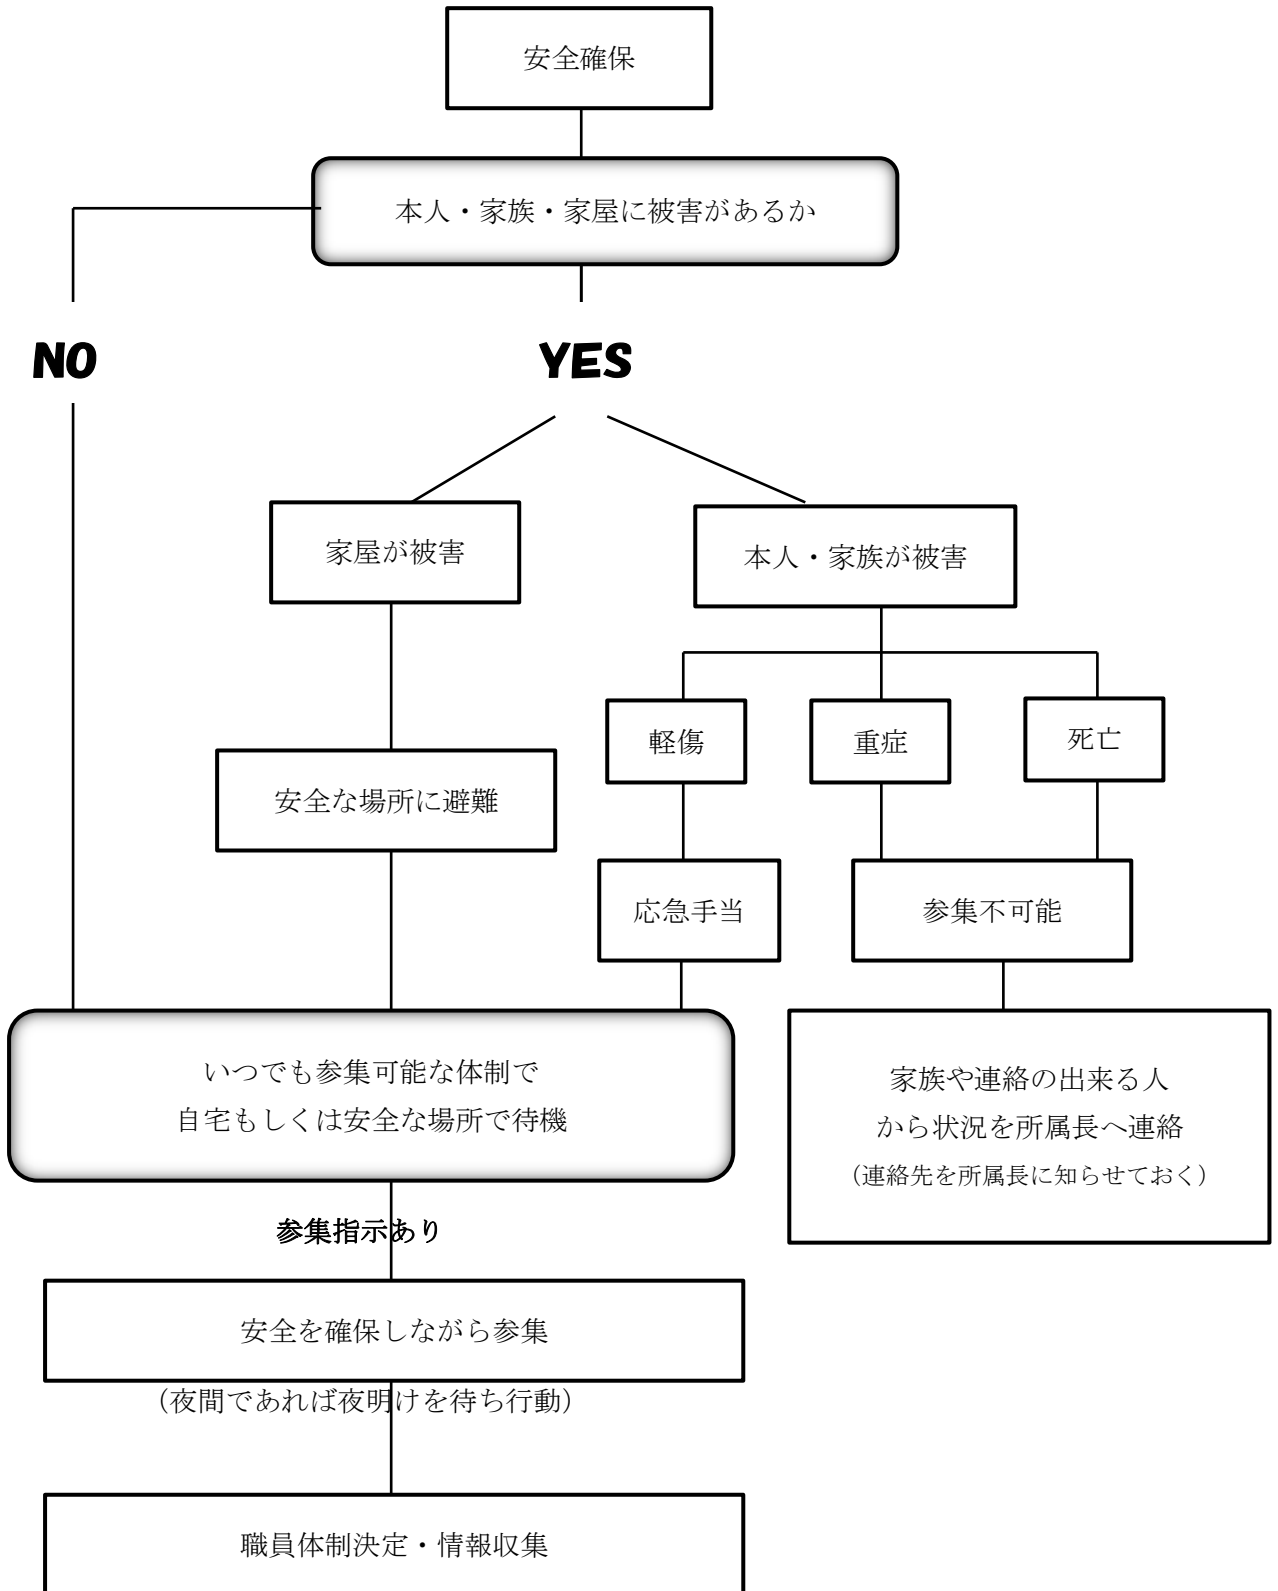 安全確保
本人・家族・家屋に被害があるか
NO
YES
家屋が被害
本人・家族が被害
軽傷
重症
死亡
安全な場所に避難
応急手当
参集不可能
いつでも参集可能な体制で
自宅もしくは安全な場所で待機
家族や連絡の出来る人
から状況を所属長へ連絡
（連絡先を所属長に知らせておく）
参集指示あり
安全を確保しながら参集
（夜間であれば夜明けを待ち行動）
職員体制決定・情報収集